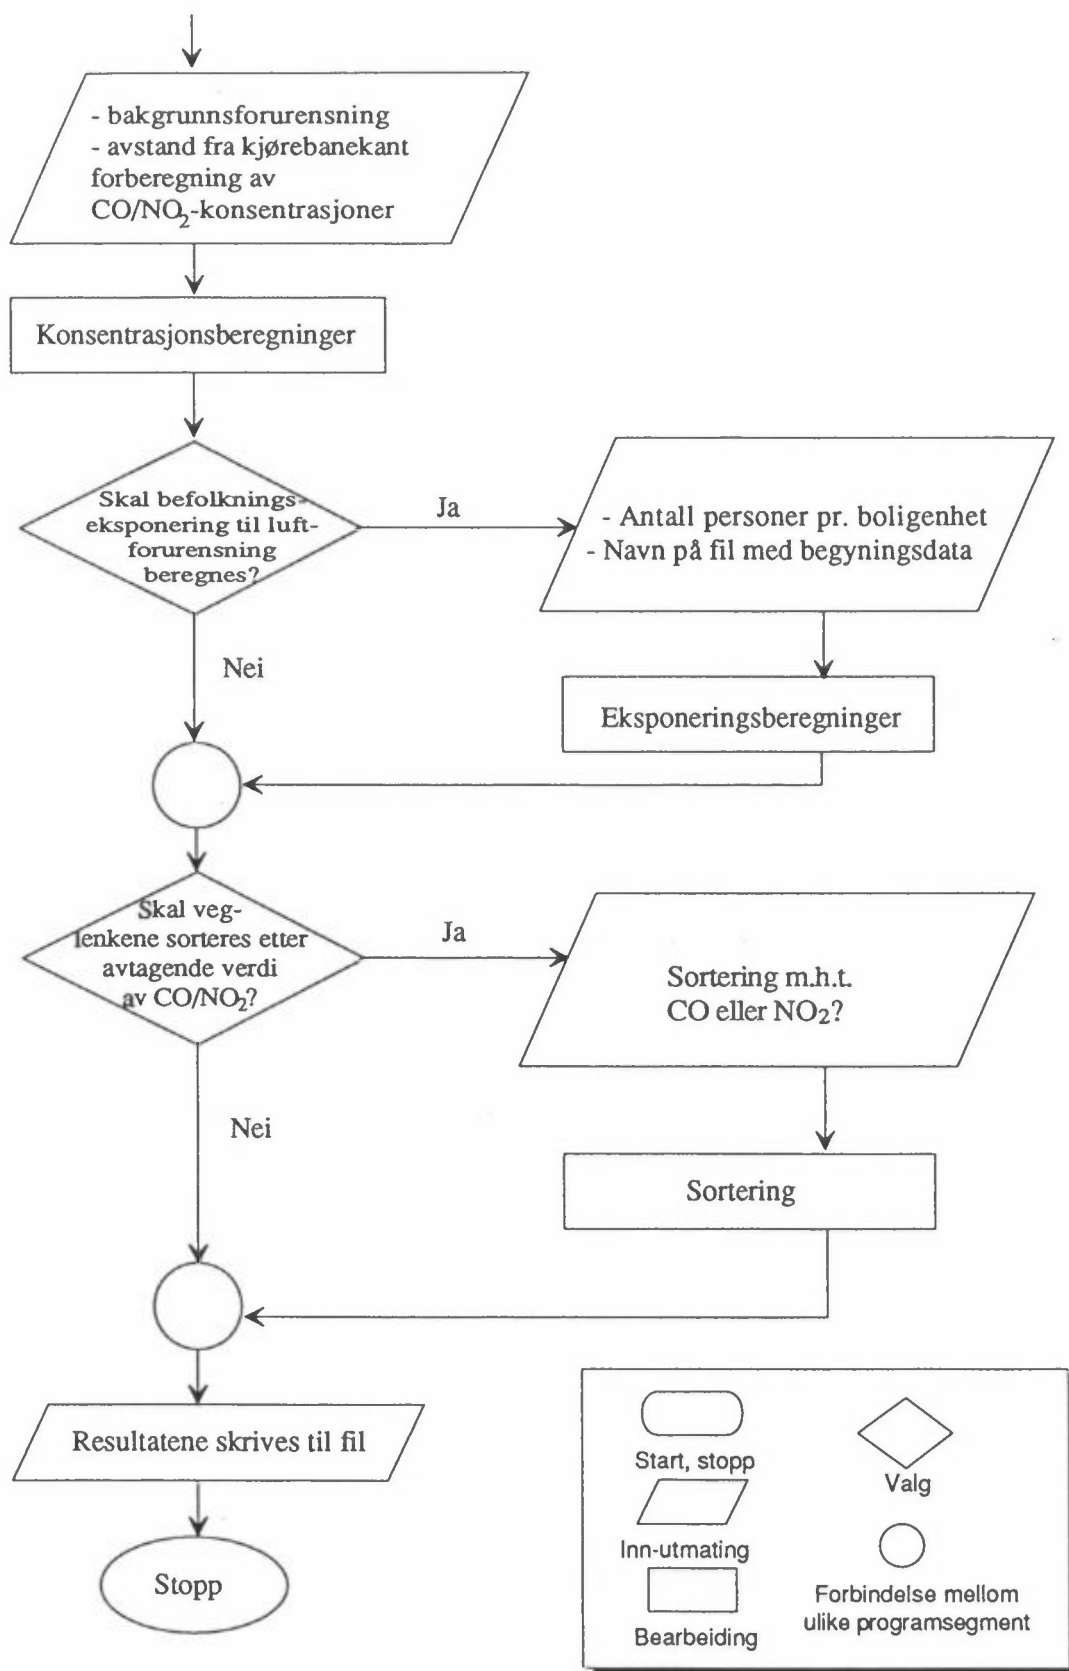 - bakgrunnsforurensning
- avstand fra kjørebanekant
forberegning av
CO/NO₂-konsentrasjoner
Konsentrasjonsberegninger
Skal befolknings-
eksponering til luft-
forurensning
beregnes?
Ja
- Antall personer pr. boligenhet
- Navn på fil med begyningsdata
Nei
Eksponeringsberegninger
Skal veg-
lenkene sorteres etter
avtagende verdi
av CO/NO₂?
Ja
Sortering m.h.t.
CO eller NO₂?
Nei
Sortering
Resultatene skrives til fil
Stopp
Start, stopp
Valg
Inn-utmating
Bearbeiding
Forbindelse mellom
ulike programsegment